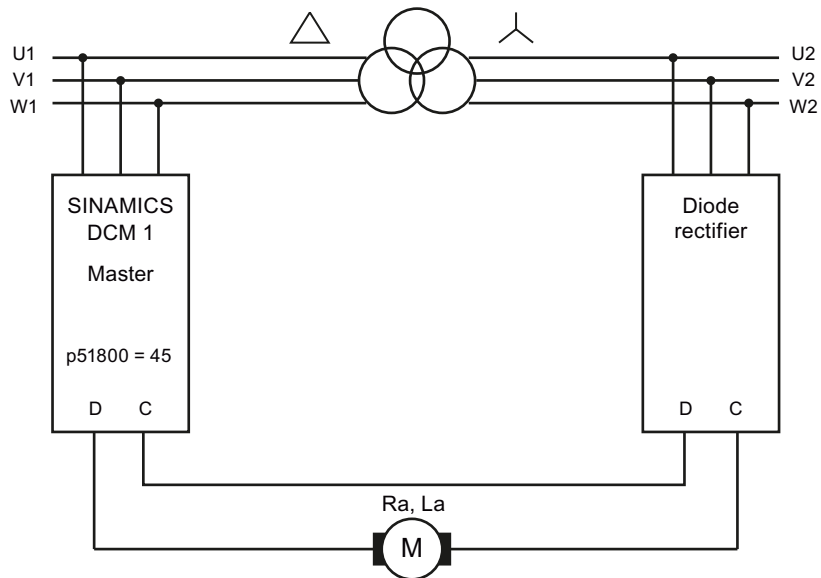 U1
V1
W1
U2
V2
W2
SINAMICS
DCM 1
Master
p51800 = 45
D C
Diode
rectifier
D C
Ra, La
M